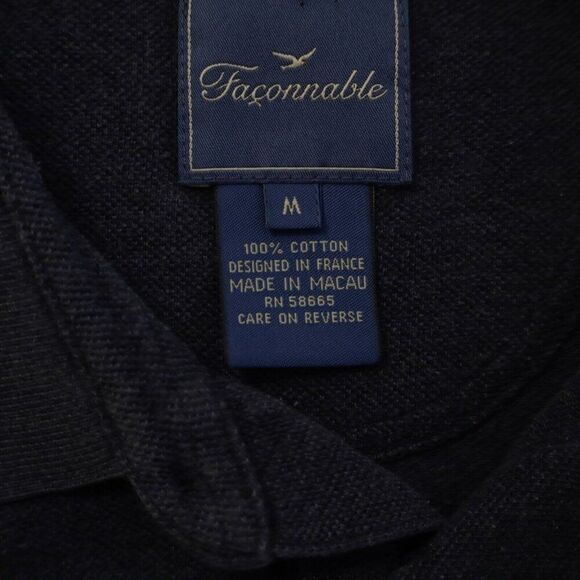 Façonnable
M
100% COTTON
DESIGNED IN FRANCE
MADE IN MACAU
RN 58665
CARE ON REVERSE